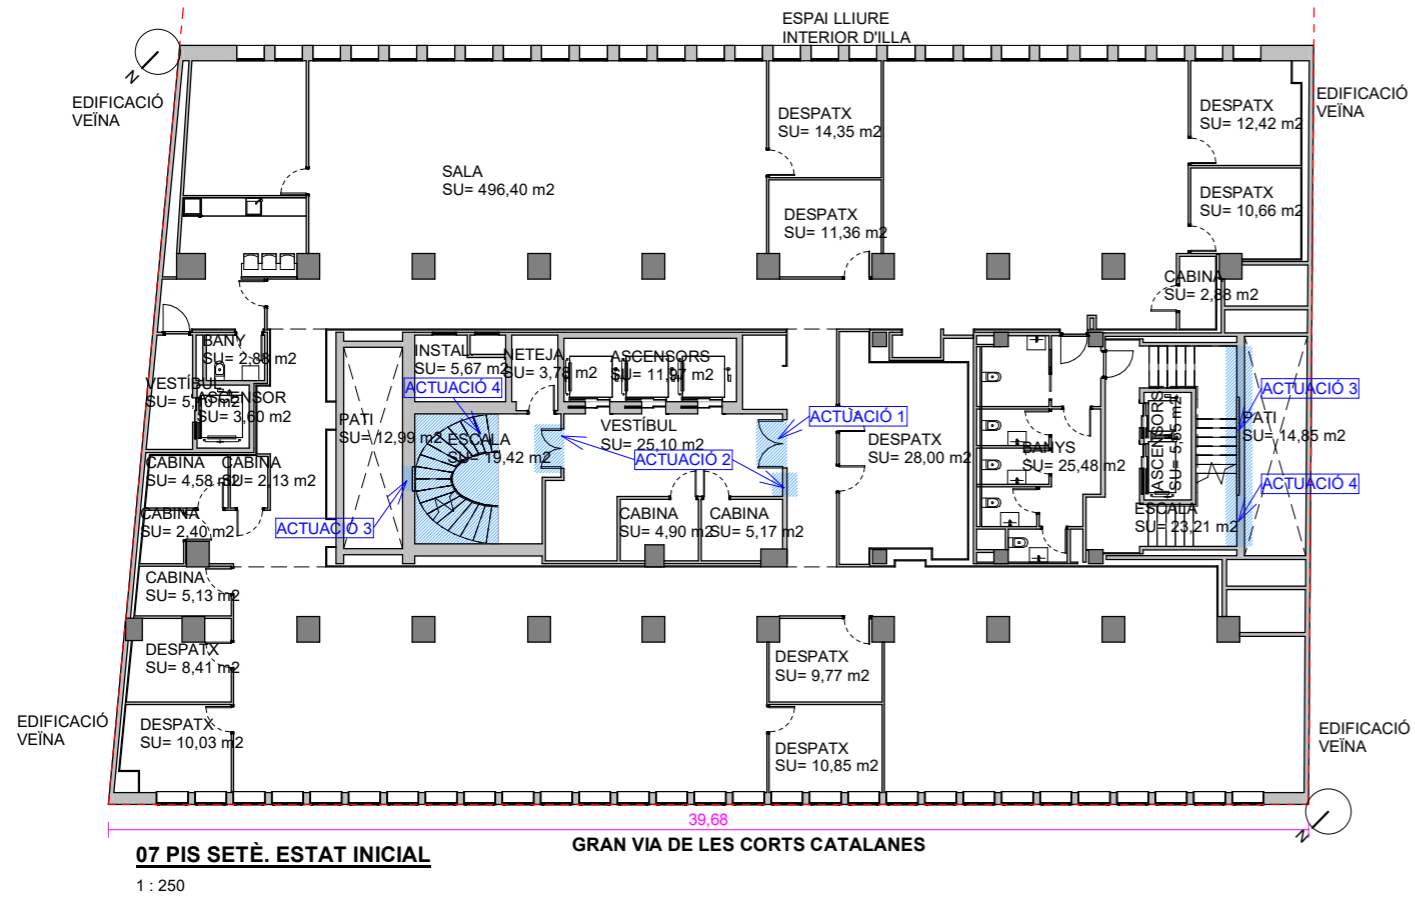 ESPAI LLIURE
INTERIOR D'ILLA
N
EDIFICACIÓ
VEÏNA
EDIFICACIÓ
VEÏNA
DESPATX
SU= 14,35 m2
DESPATX
SU= 12,42 m2
SALA
SU= 496,40 m2
DESPATX
SU= 11,36 m2
DESPATX
SU= 10,66 m2
CABINA
SU= 2,88 m2
BANY
SU= 2,88 m2
INSTAL.
SU= 5,67 m2
NETEJA
SU= 3,78 m2
ASCENSORS
SU= 11,97 m2
VESTÍBUL
ASCENSOR
SU= 3,60 m2
ACTUACIÓ 4
ACTUACIÓ 3
ACTUACIÓ 1
PATI
SU= 12,99 m2
ESCALA
SU= 19,42 m2
VESTÍBUL
SU= 25,10 m2
ACTUACIÓ 2
DESPATX
SU= 28,00 m2
BANYS
SU= 25,48 m2
ASCENSORS
PATI
SU= 14,85 m2
ACTUACIÓ 4
CABINA
SU= 4,58 m2
CABINA
SU= 2,13 m2
CABINA
SU= 2,40 m2
ACTUACIÓ 3
CABINA
SU= 4,90 m2
CABINA
SU= 5,17 m2
ESCALA
SU= 23,21 m2
CABINA
SU= 5,13 m2
DESPATX
SU= 8,41 m2
DESPATX
SU= 9,77 m2
EDIFICACIÓ
VEÏNA
DESPATX
SU= 10,03 m2
DESPATX
SU= 10,85 m2
EDIFICACIÓ
VEÏNA
39,68
N
GRAN VIA DE LES CORTS CATALANES
07 PIS SETÈ. ESTAT INICIAL
1 : 250